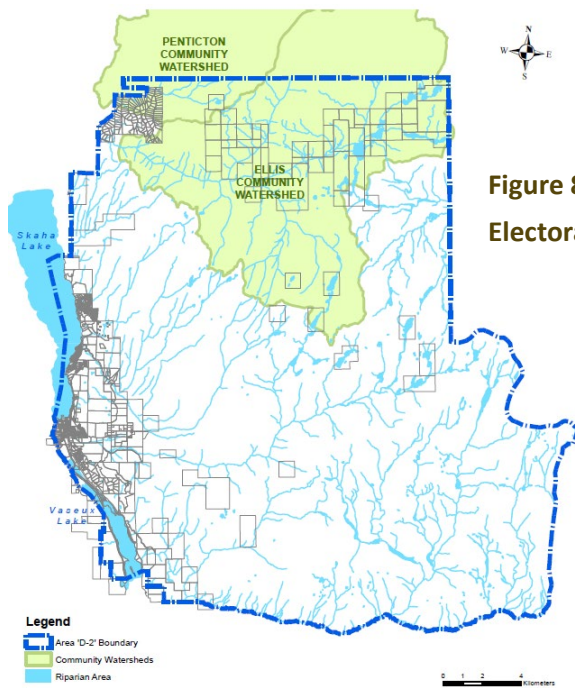 PENTICTON
COMMUNITY
WATERSHED
N
W
E
S
ELLIS
COMMUNITY
WATERSHED
Figure 8
Electora
Skaha
Lake
Vaseux
Lake
Legend
Area 'D-2' Boundary
Community Watersheds
Riparian Area
0 1 2 4
Kilometers